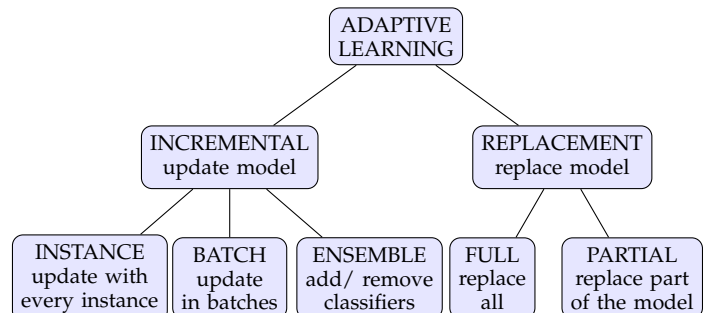 ADAPTIVE
LEARNING
INCREMENTAL
update model
REPLACEMENT
replace model
INSTANCE
update with
every instance
BATCH
update
in batches
ENSEMBLE
add/ remove
classifiers
FULL
replace
all
PARTIAL
replace part
of the model